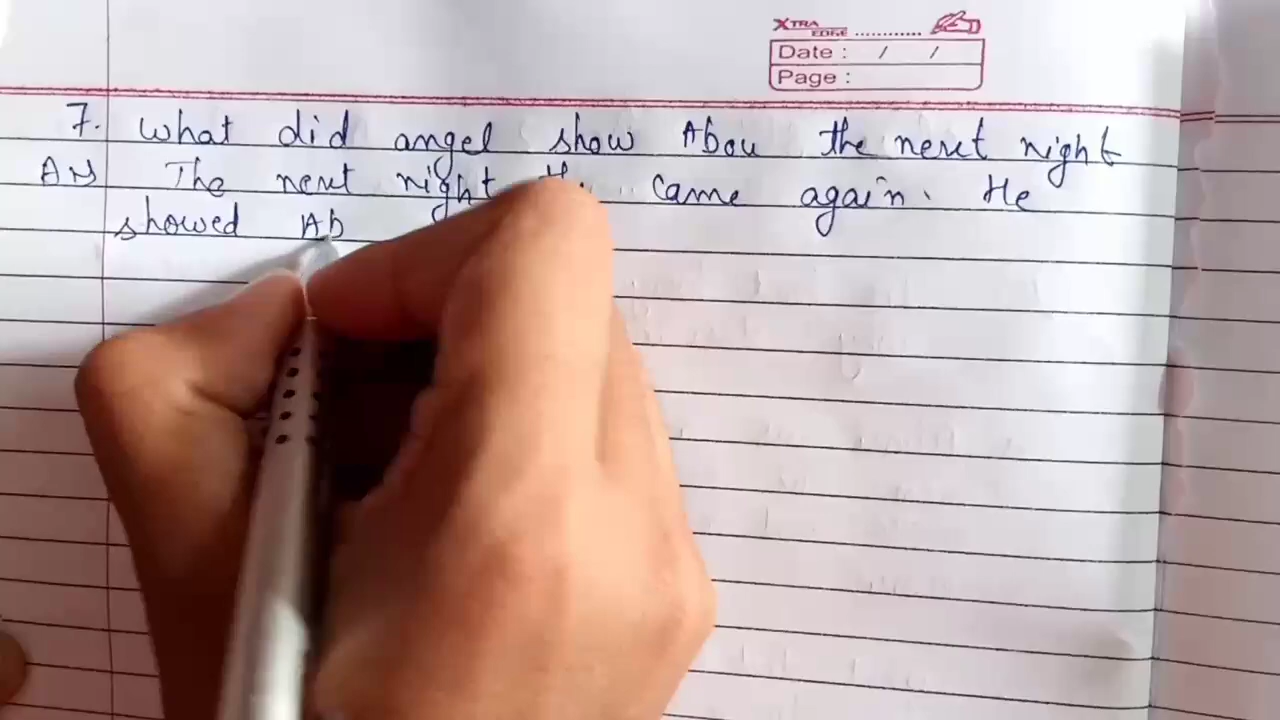 XTRA
EDGE ............
Date : / /
Page :
7. What did angel show Abou the next night
Ans The next night came again. He
showed Ab